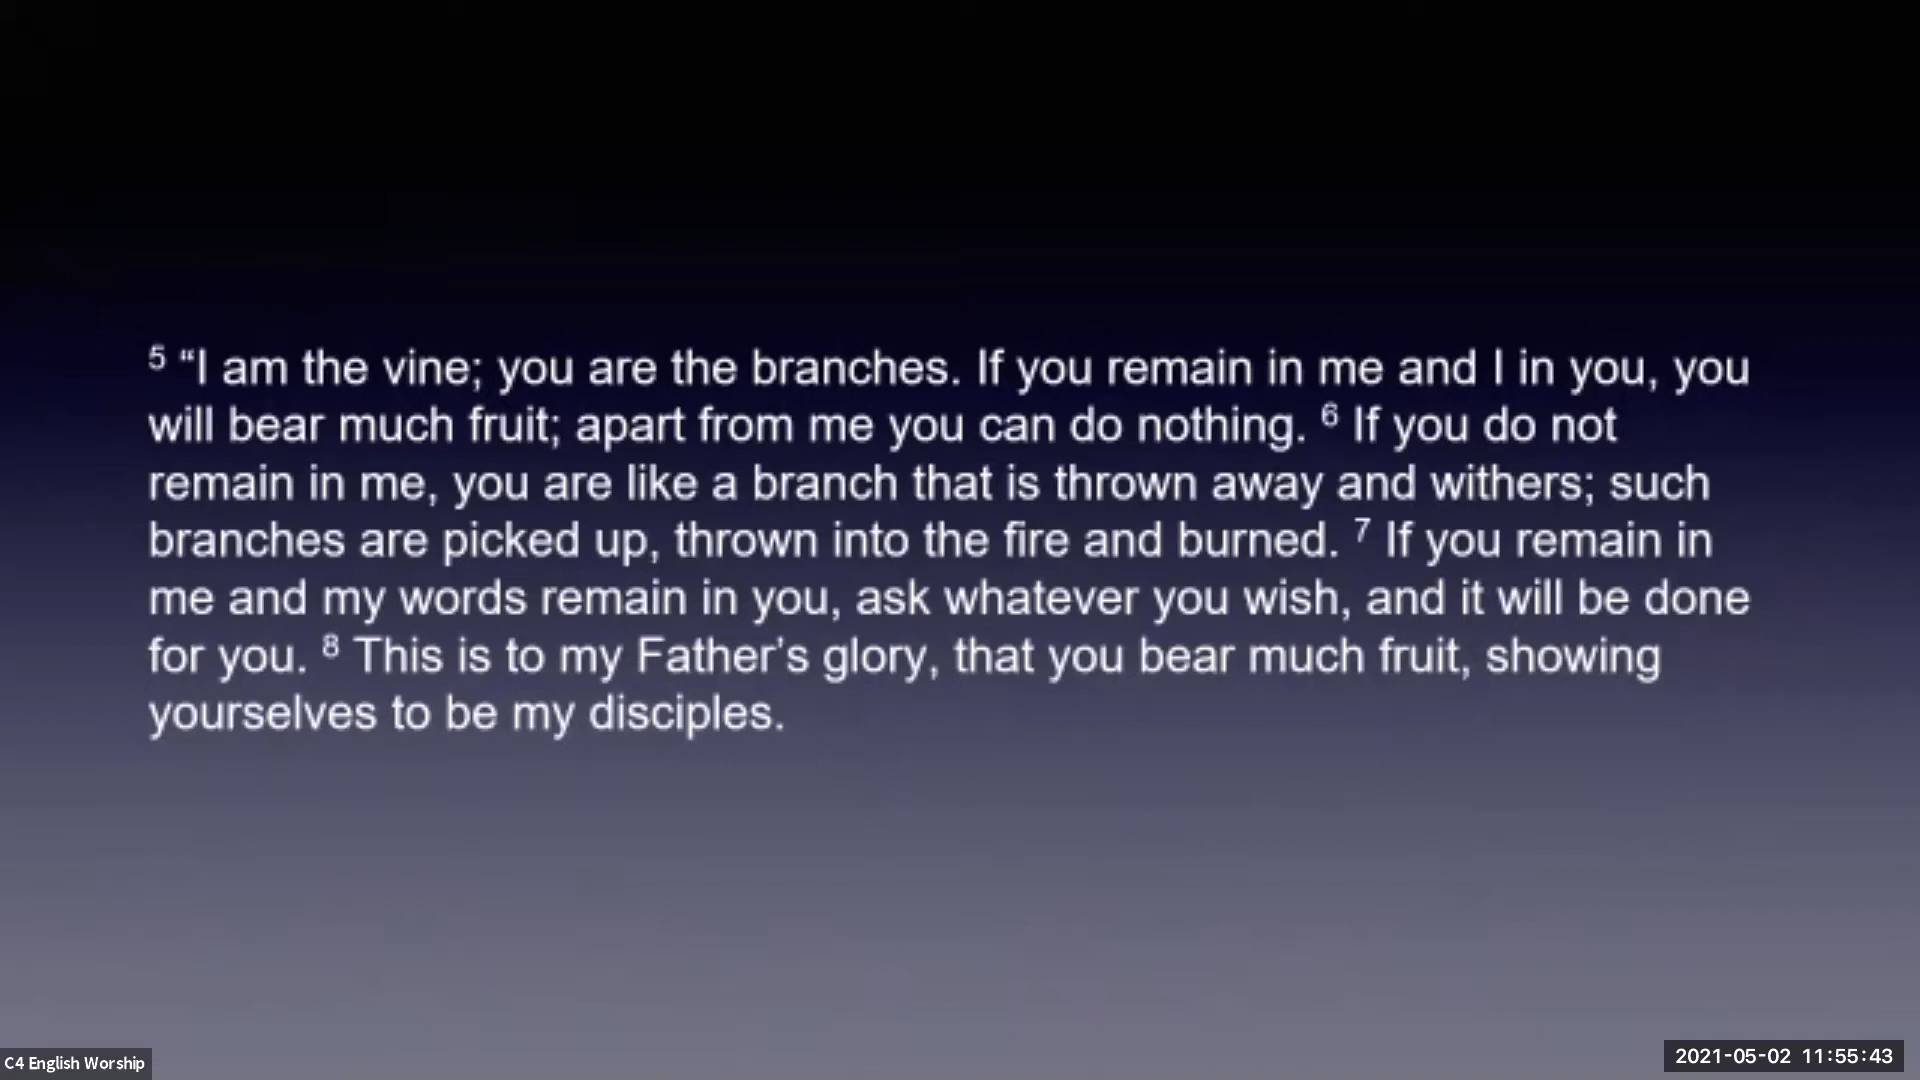 5 “I am the vine; you are the branches. If you remain in me and I in you, you
will bear much fruit; apart from me you can do nothing. 6 If you do not
remain in me, you are like a branch that is thrown away and withers; such
branches are picked up, thrown into the fire and burned. 7 If you remain in
me and my words remain in you, ask whatever you wish, and it will be done
for you. 8 This is to my Father’s glory, that you bear much fruit, showing
yourselves to be my disciples.
C4 English Worship
2021-05-02 11:55:43